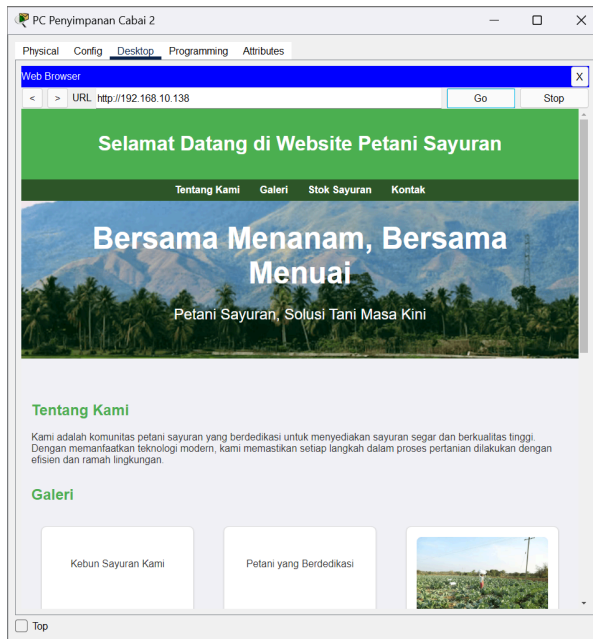 PC Penyimpanan Cabai 2
Physical Config Desktop Programming Attributes
Web Browser X
< > URL http://192.168.10.138 Go Stop
Selamat Datang di Website Petani Sayuran
Tentang Kami Galeri Stok Sayuran Kontak
Bersama Menanam, Bersama
Menuai
Petani Sayuran, Solusi Tani Masa Kini
Tentang Kami
Kami adalah komunitas petani sayuran yang berdedikasi untuk menyediakan sayuran segar dan berkualitas tinggi.
Dengan memanfaatkan teknologi modern, kami memastikan setiap langkah dalam proses pertanian dilakukan dengan
efisien dan ramah lingkungan.
Galeri
Kebun Sayuran Kami Petani yang Berdedikasi
Top